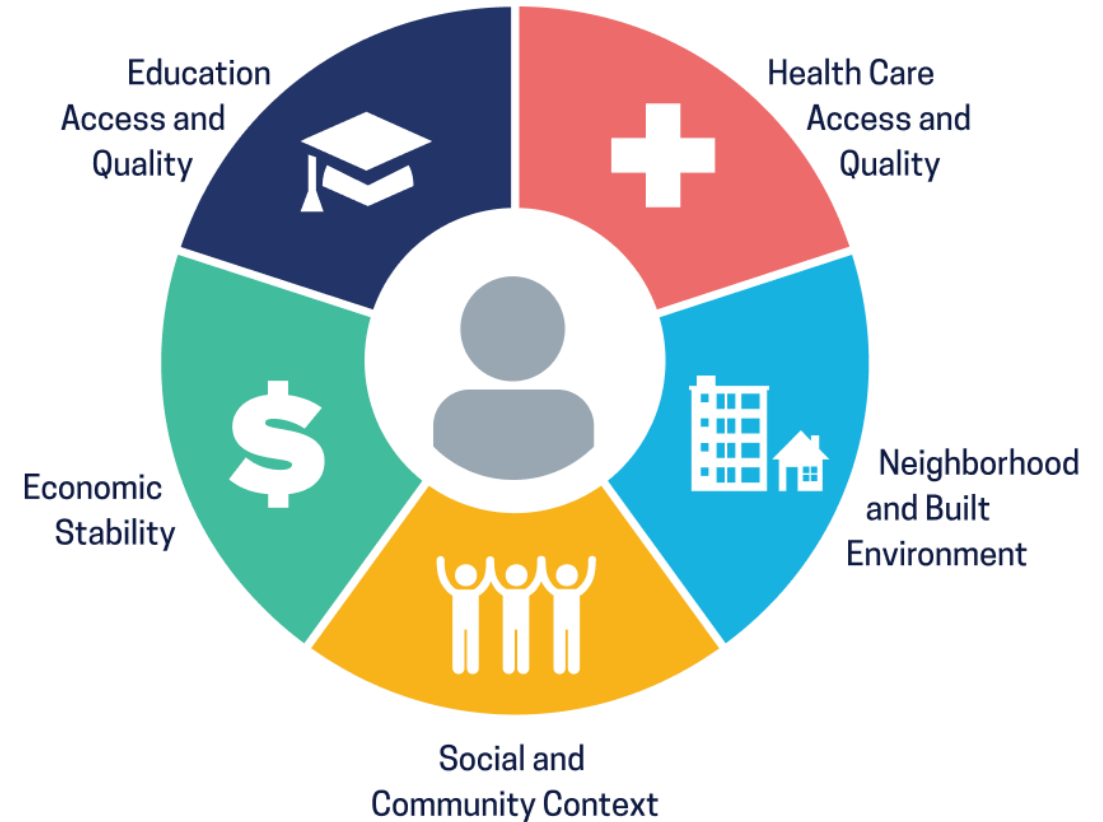 Education
Access and
Quality
Health Care
Access and
Quality
Economic
Stability
Neighborhood
and Built
Environment
Social and
Community Context